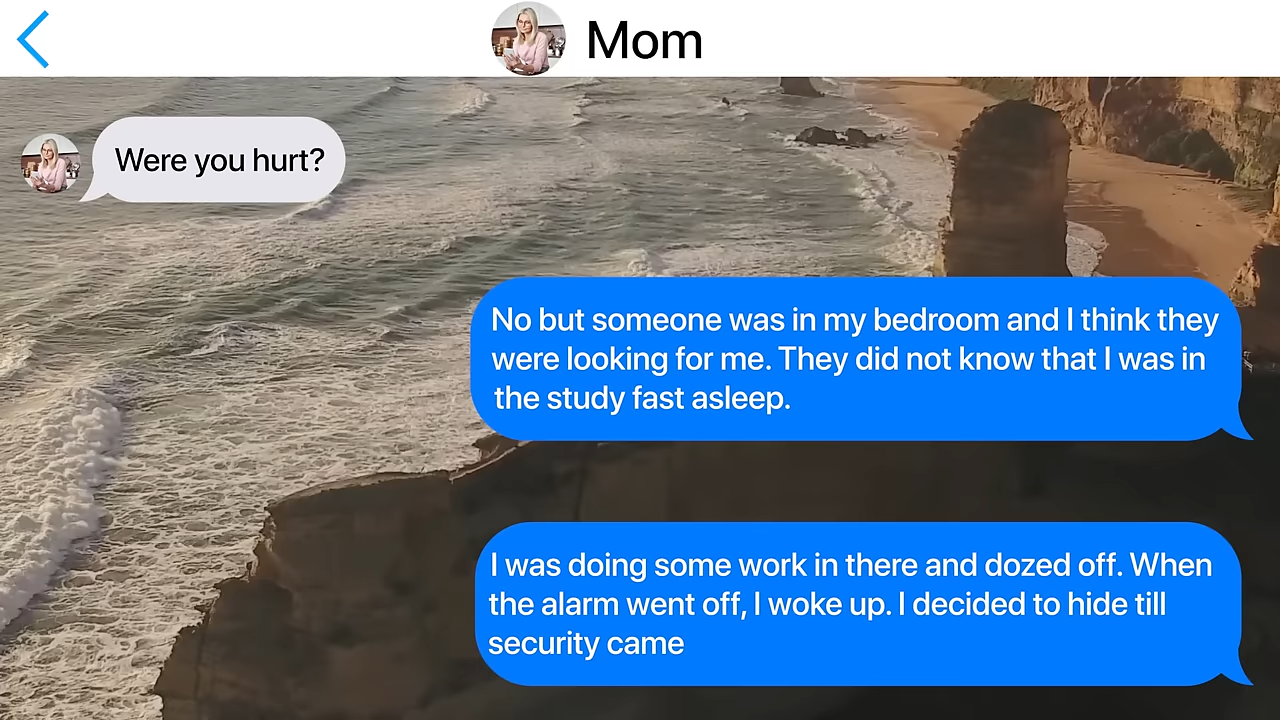 Mom
Were you hurt?
No but someone was in my bedroom and I think they
were looking for me. They did not know that I was in
the study fast asleep.
I was doing some work in there and dozed off. When
the alarm went off, I woke up. I decided to hide till
security came